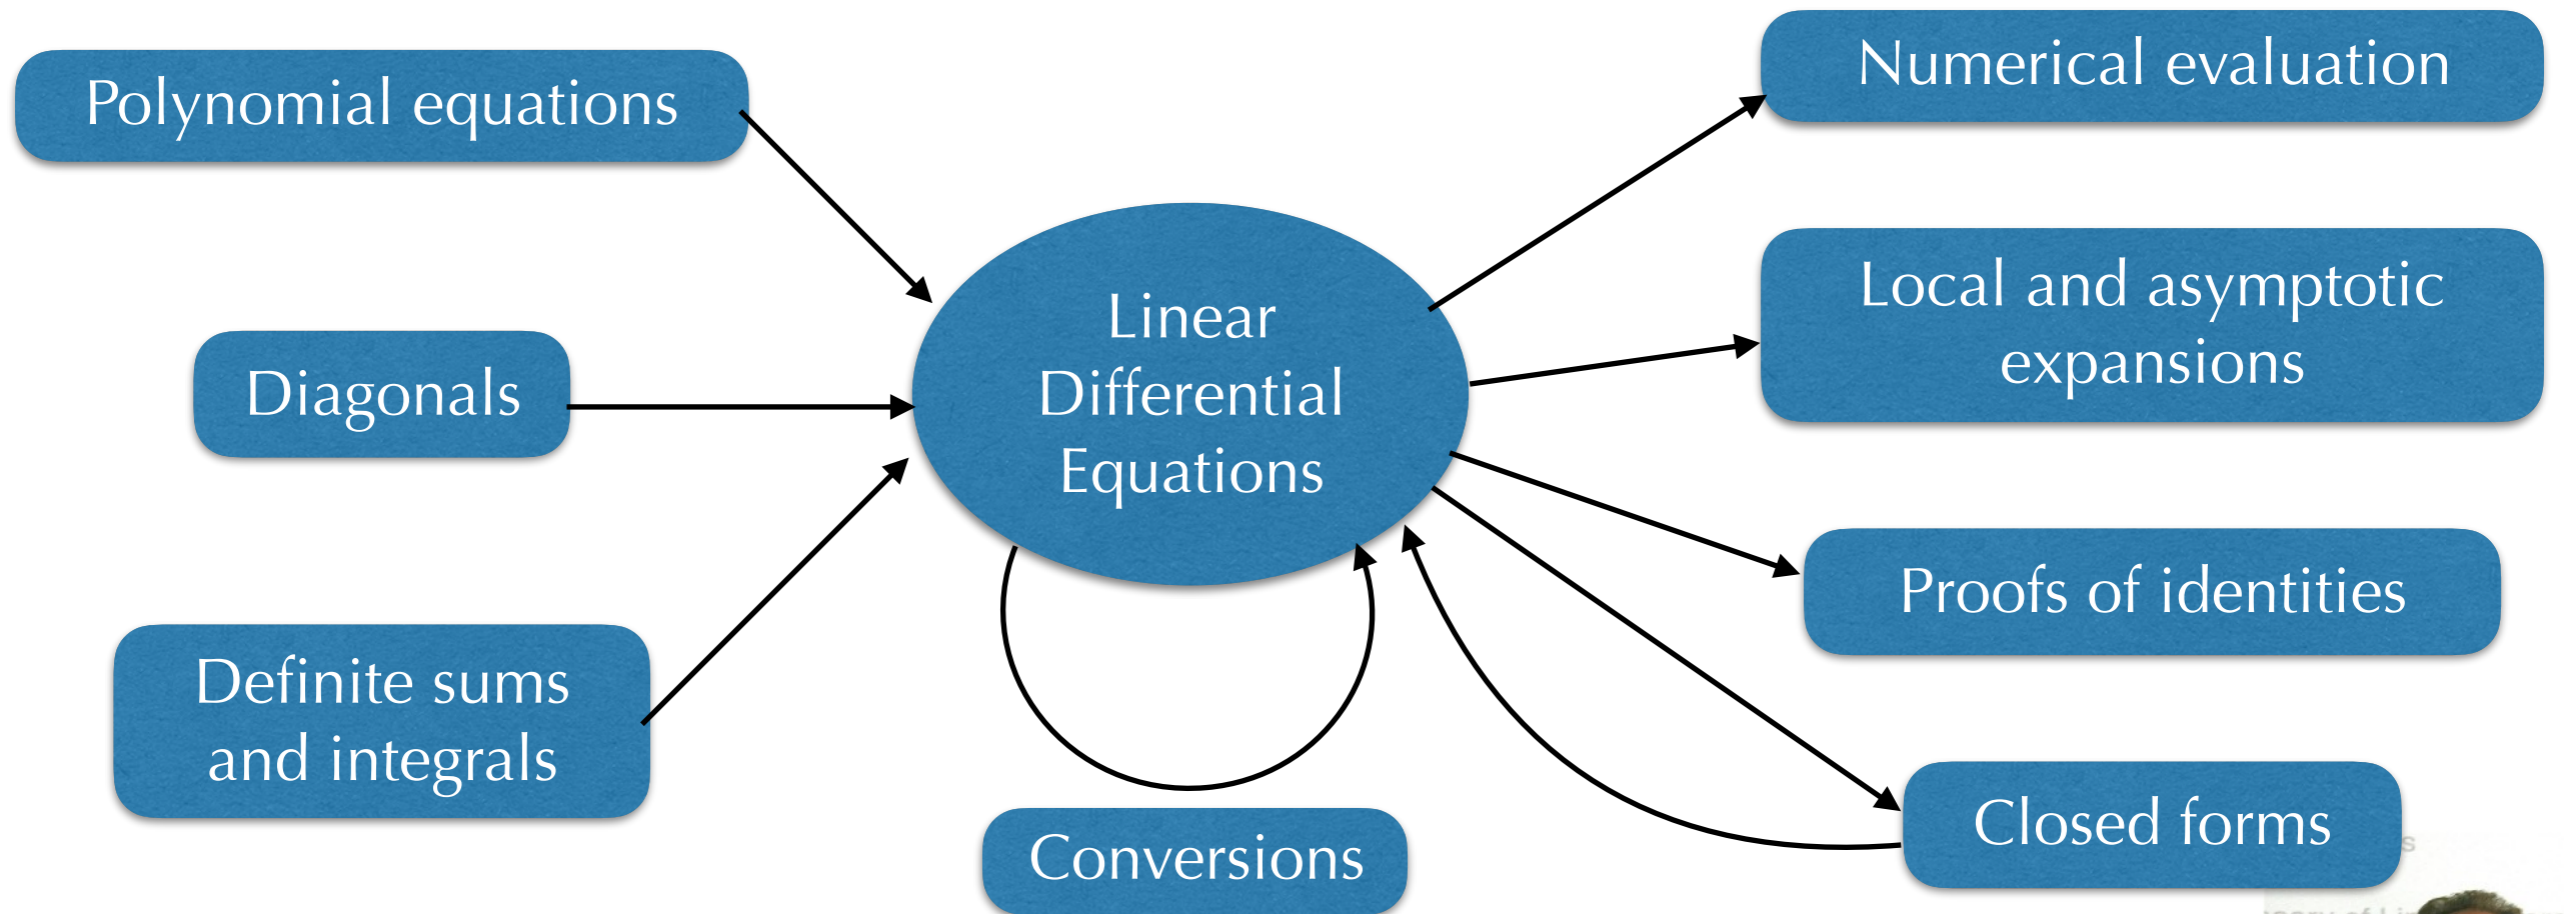 Polynomial equations
Diagonals
Definite sums
and integrals
Linear
Differential
Equations
Conversions
Numerical evaluation
Local and asymptotic
expansions
Proofs of identities
Closed forms